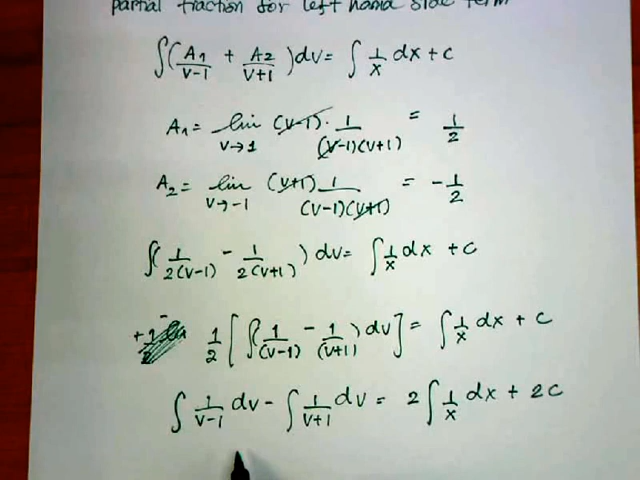 partial fraction for left hand side term
∫(A₁/(v-1) + A₂/(v+1))dv = ∫ 1/x dx + c
A₁ = lim v→1 (v-1) · 1/((v-1)(v+1)) = 1/2
A₂ = lim v→-1 (v+1) 1/((v-1)(v+1)) = -1/2
∫(1/2(v-1) - 1/2(v+1))dv = ∫ 1/x dx + c
1/2 [∫(1/(v-1) - 1/(v+1))dv] = ∫ 1/x dx + c
∫ 1/(v-1) dv - ∫ 1/(v+1) dv = 2∫ 1/x dx + 2c